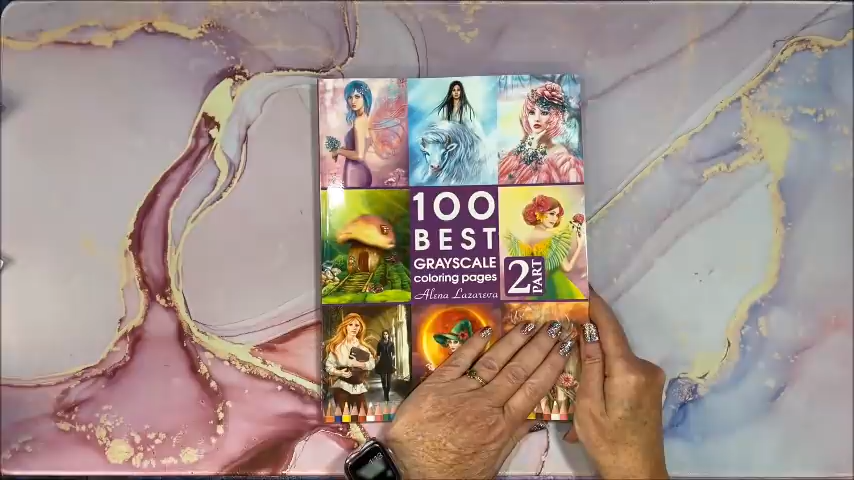 100
BEST
GRAYSCALE
coloring pages
Alena Lazareva
2
PART